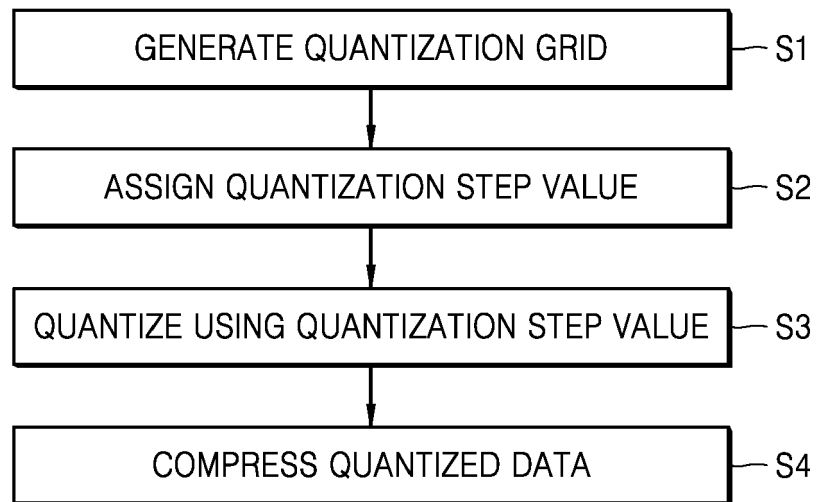 GENERATE QUANTIZATION GRID S1
ASSIGN QUANTIZATION STEP VALUE S2
QUANTIZE USING QUANTIZATION STEP VALUE S3
COMPRESS QUANTIZED DATA S4